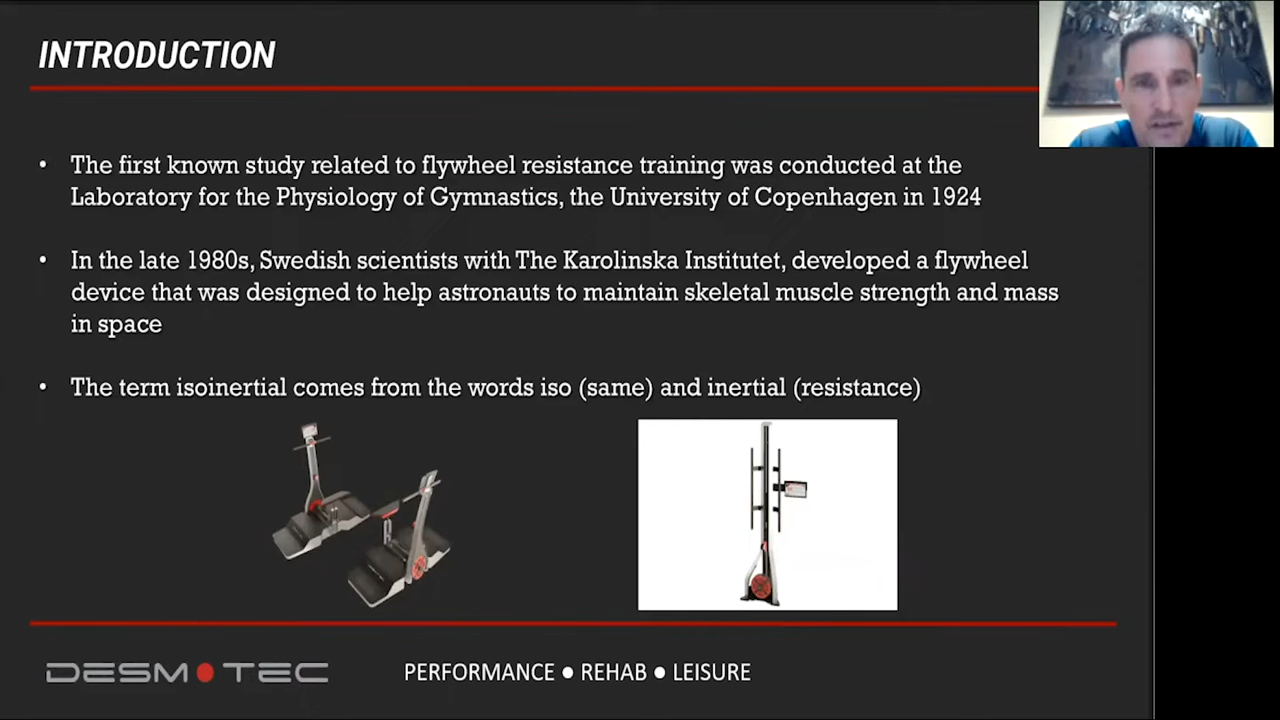 INTRODUCTION
• The first known study related to flywheel resistance training was conducted at the
Laboratory for the Physiology of Gymnastics, the University of Copenhagen in 1924
• In the late 1980s, Swedish scientists with The Karolinska Institutet, developed a flywheel
device that was designed to help astronauts to maintain skeletal muscle strength and mass
in space
• The term isoinertial comes from the words iso (same) and inertial (resistance)
DESMOTEC
PERFORMANCE ● REHAB ● LEISURE